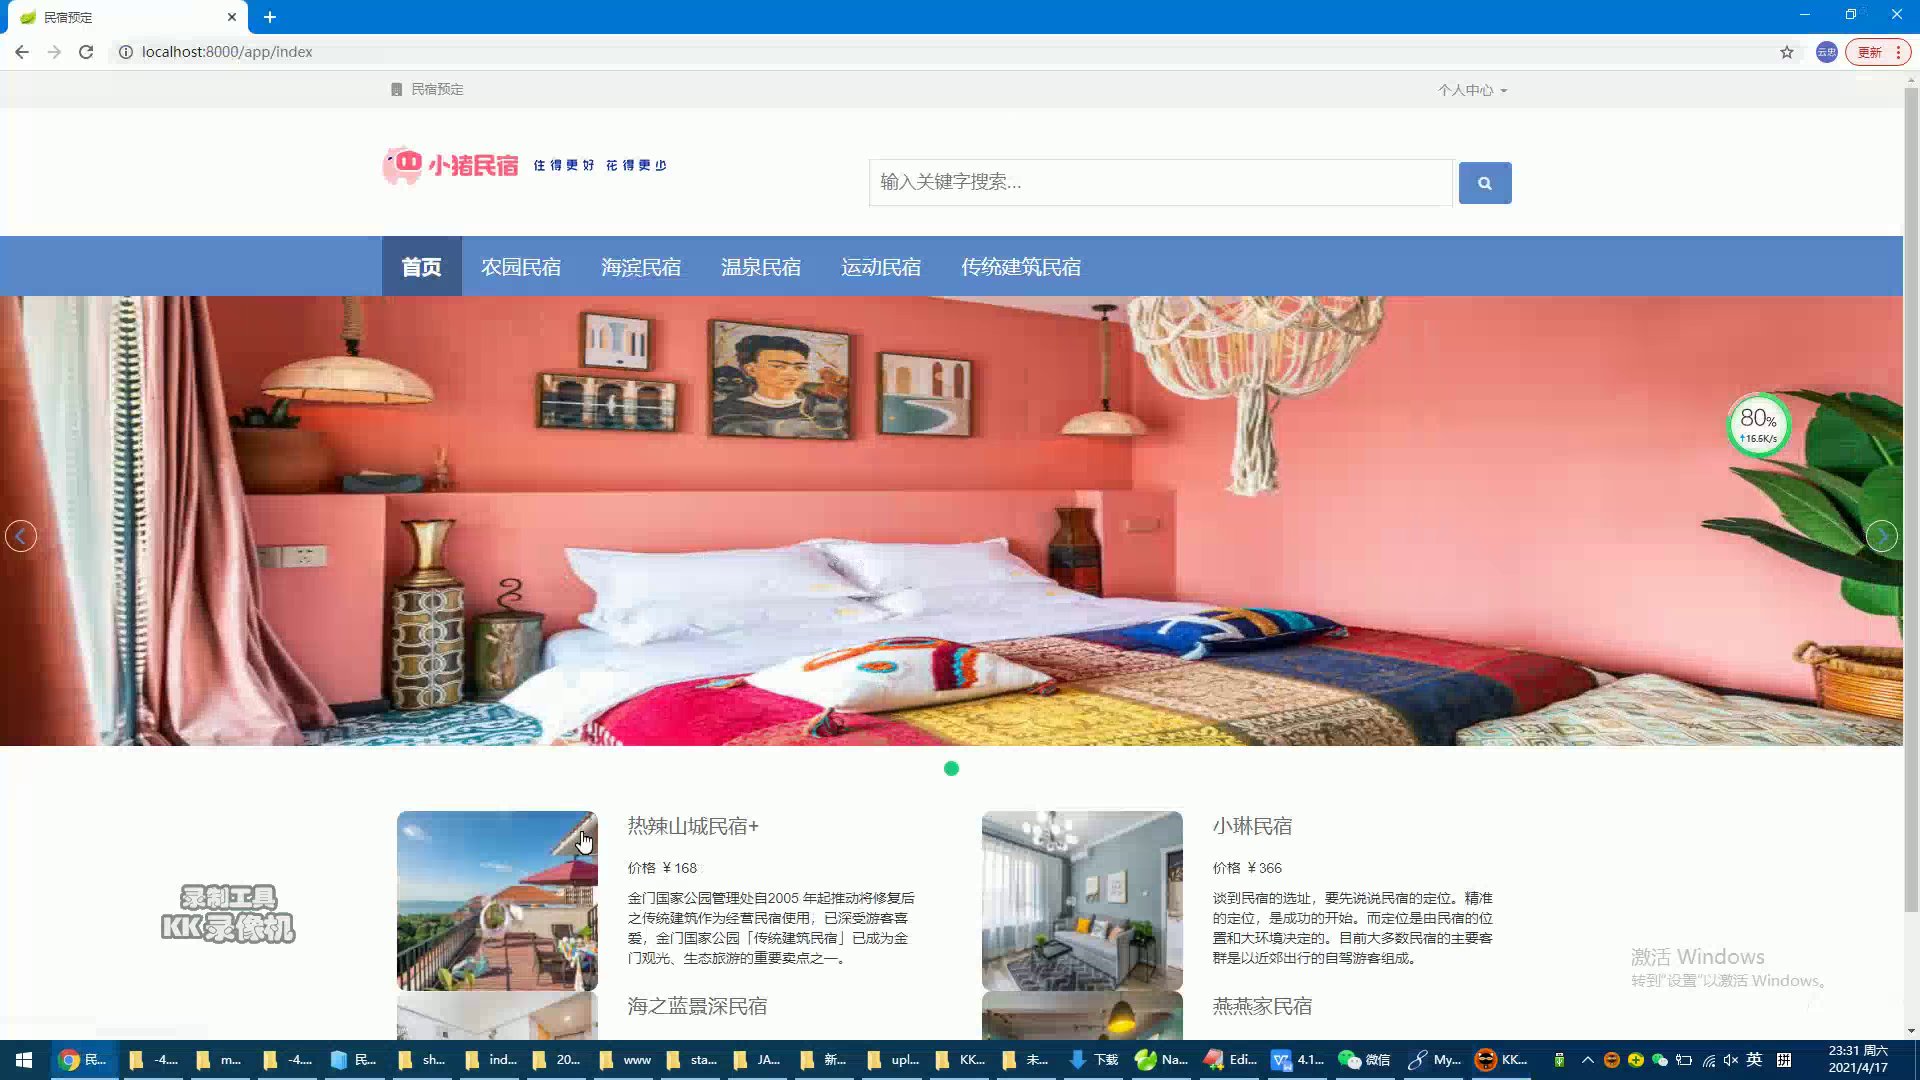 民宿预定
localhost:8000/app/index
云忠
更新
民宿预定
个人中心
小猪民宿 住得更好 花得更少
输入关键字搜索...
首页 农园民宿 海滨民宿 温泉民宿 运动民宿 传统建筑民宿
80%
↑16.6K/s
热辣山城民宿+
价格 ￥168
金门国家公园管理处自2005 年起推动将修复后
之传统建筑作为经营民宿使用，已深受游客喜
爱，金门国家公园「传统建筑民宿」已成为金
门观光、生态旅游的重要卖点之一。
小琳民宿
价格 ￥366
谈到民宿的选址，要先说说民宿的定位。精准
的定位，是成功的开始。而定位是由民宿的位
置和大环境决定的。目前大多数民宿的主要客
群是以近郊出行的自驾游客组成。
海之蓝景深民宿
燕燕家民宿
录制工具
KK录像机
激活 Windows
转到"设置"以激活 Windows。
民... -4.... m... -4.... 民... sh... ind... 20... www sta... JA... 新... upl... KK... 未... 下载 Na... Edi... 4.1... 微信 My... KK... 英 拼
23:31 周六
2021/4/17